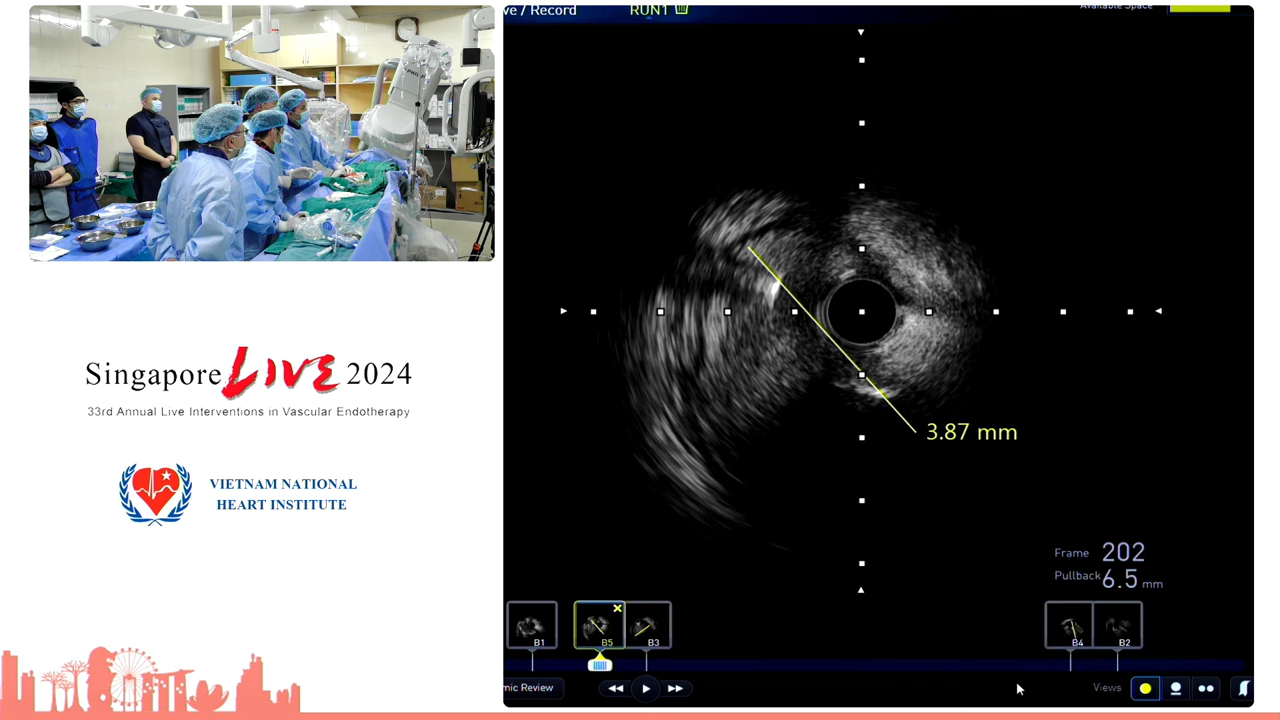 ve / Record
RUN1
Available Space
Singapore LIVE 2024
33rd Annual Live Interventions in Vascular Endotherapy
VIETNAM NATIONAL
HEART INSTITUTE
3.87 mm
Frame 202
Pullback 6.5 mm
B1
B5
B3
B4
B2
mic Review
Views